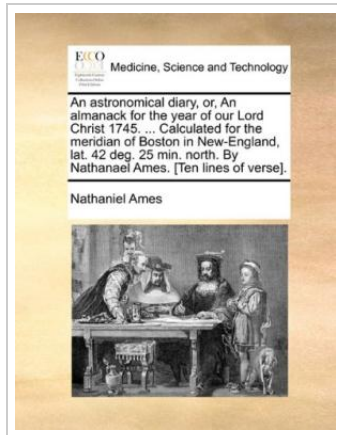 ECCO
Medicine, Science and Technology
An astronomical diary, or, An
almanack for the year of our Lord
Christ 1745. ... Calculated for the
meridian of Boston in New-England,
lat. 42 deg. 25 min. north. By
Nathanael Ames. [Ten lines of verse].
Nathaniel Ames